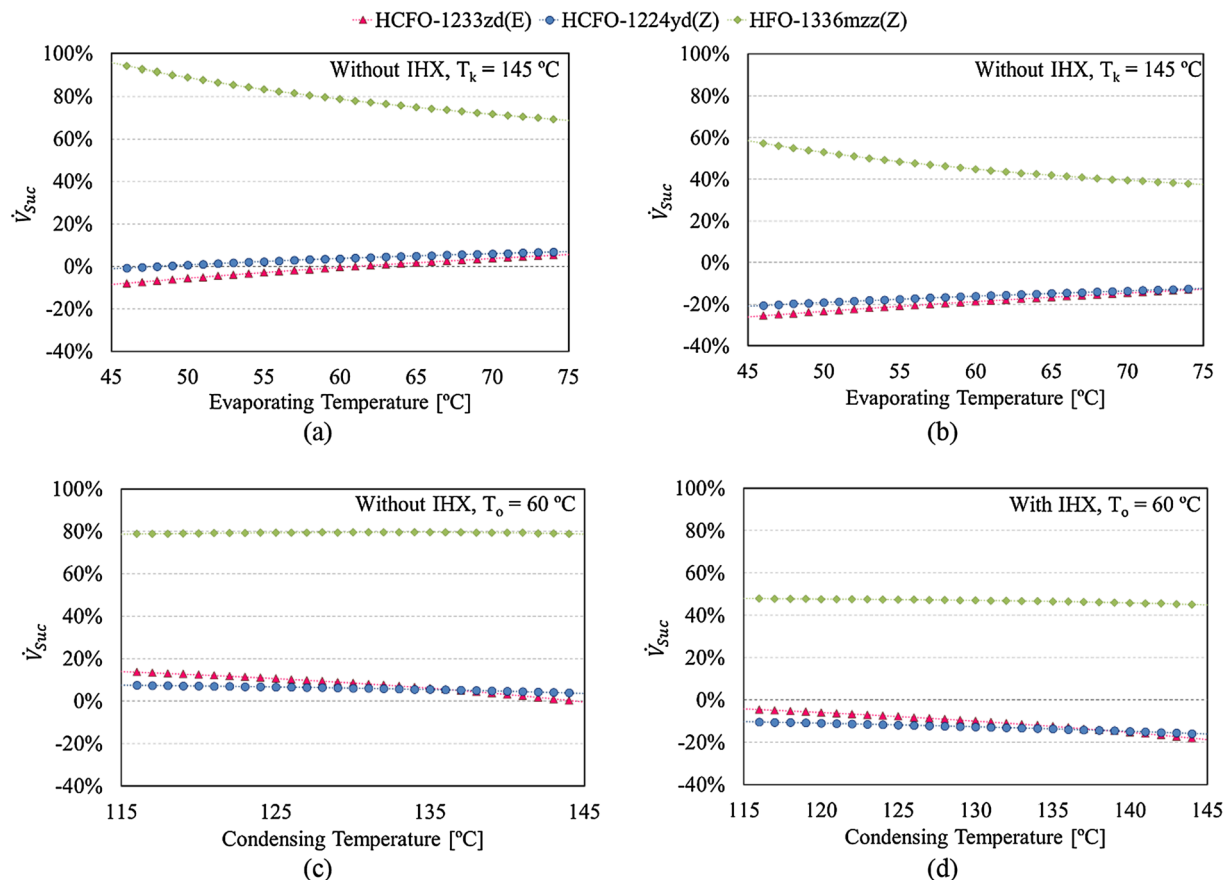 HCFO-1233zd(E) HCFO-1224yd(Z) HFO-1336mzz(Z)
100%
80%
60%
40%
20%
0%
-20%
-40%
V̇Suc
Without IHX, Tk = 145 ºC
45 50 55 60 65 70 75
Evaporating Temperature [ºC]
(a)
100%
80%
60%
40%
20%
0%
-20%
-40%
V̇Suc
Without IHX, Tk = 145 ºC
45 50 55 60 65 70 75
Evaporating Temperature [ºC]
(b)
100%
80%
60%
40%
20%
0%
-20%
-40%
V̇Suc
Without IHX, To = 60 ºC
115 125 135 145
Condensing Temperature [ºC]
(c)
100%
80%
60%
40%
20%
0%
-20%
-40%
V̇Suc
With IHX, To = 60 ºC
115 120 125 130 135 140 145
Condensing Temperature [ºC]
(d)